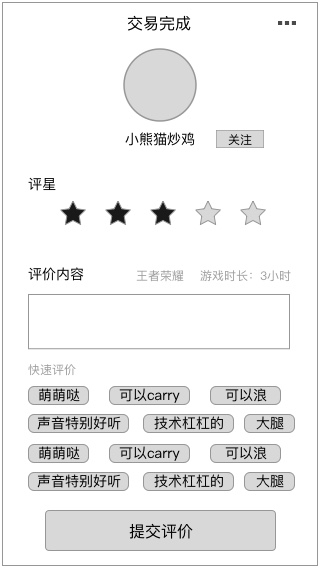 交易完成
小熊猫炒鸡 关注
评星
评价内容 王者荣耀 游戏时长：3小时
快速评价
萌萌哒 可以carry 可以浪
声音特别好听 技术杠杠的 大腿
萌萌哒 可以carry 可以浪
声音特别好听 技术杠杠的 大腿
提交评价